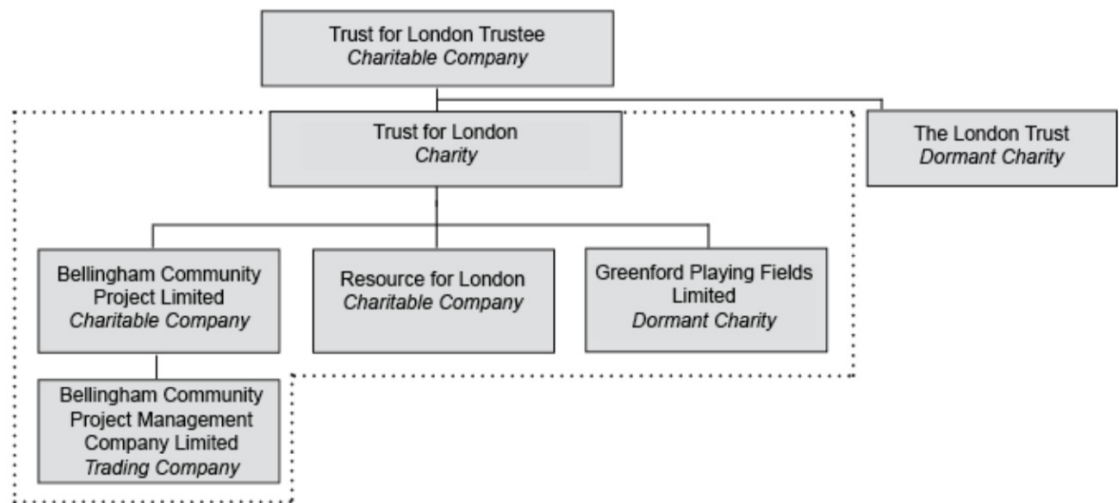 Trust for London Trustee
Charitable Company
Trust for London
Charity
The London Trust
Dormant Charity
Bellingham Community
Project Limited
Charitable Company
Resource for London
Charitable Company
Greenford Playing Fields
Limited
Dormant Charity
Bellingham Community
Project Management
Company Limited
Trading Company